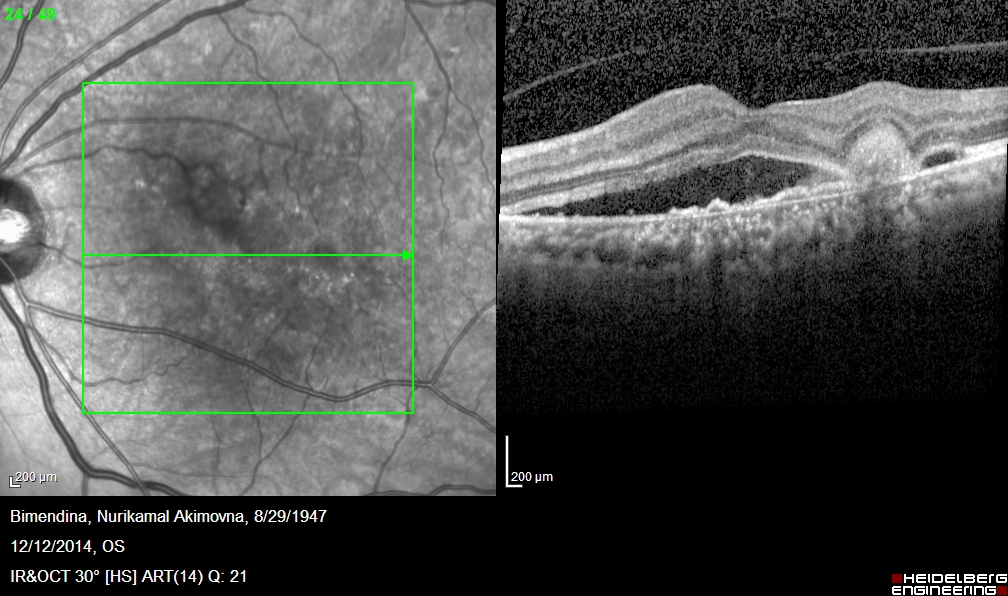 24 / 49
200 µm
200 µm
Bimendina, Nurikamal Akimovna, 8/29/1947
12/12/2014, OS
IR&OCT 30° [HS] ART(14) Q: 21
HEIDELBERG
ENGINEERING